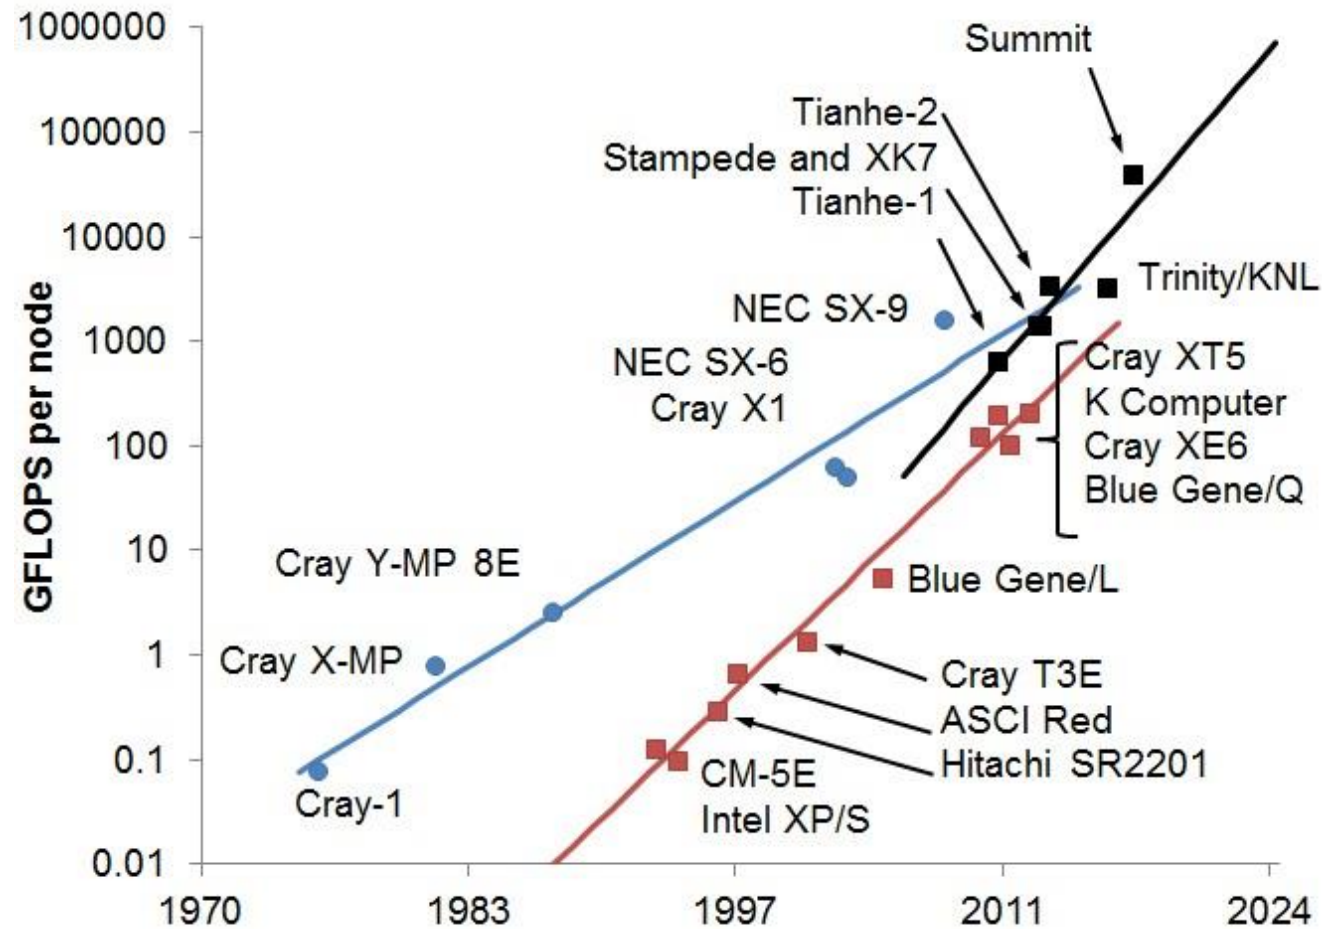 1000000
100000
10000
1000
100
10
1
0.1
0.01
GFLOPS per node
1970
1983
1997
2011
2024
Summit
Tianhe-2
Stampede and XK7
Tianhe-1
Trinity/KNL
NEC SX-9
NEC SX-6
Cray X1
Cray XT5
K Computer
Cray XE6
Blue Gene/Q
Cray Y-MP 8E
Blue Gene/L
Cray X-MP
Cray T3E
ASCI Red
Hitachi SR2201
Cray-1
CM-5E
Intel XP/S